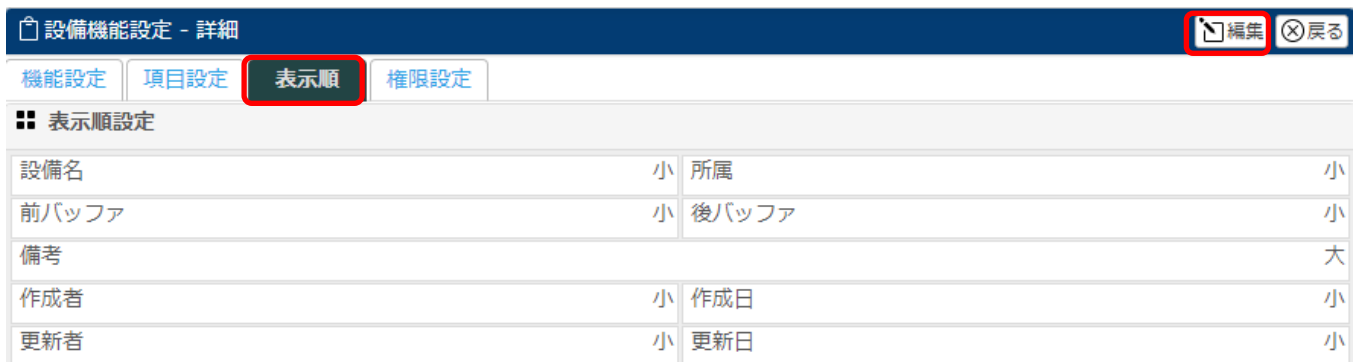 設備機能設定 - 詳細 編集 戻る
機能設定 項目設定 表示順 権限設定
表示順設定
設備名 小 所属 小
前バッファ 小 後バッファ 小
備考 大
作成者 小 作成日 小
更新者 小 更新日 小